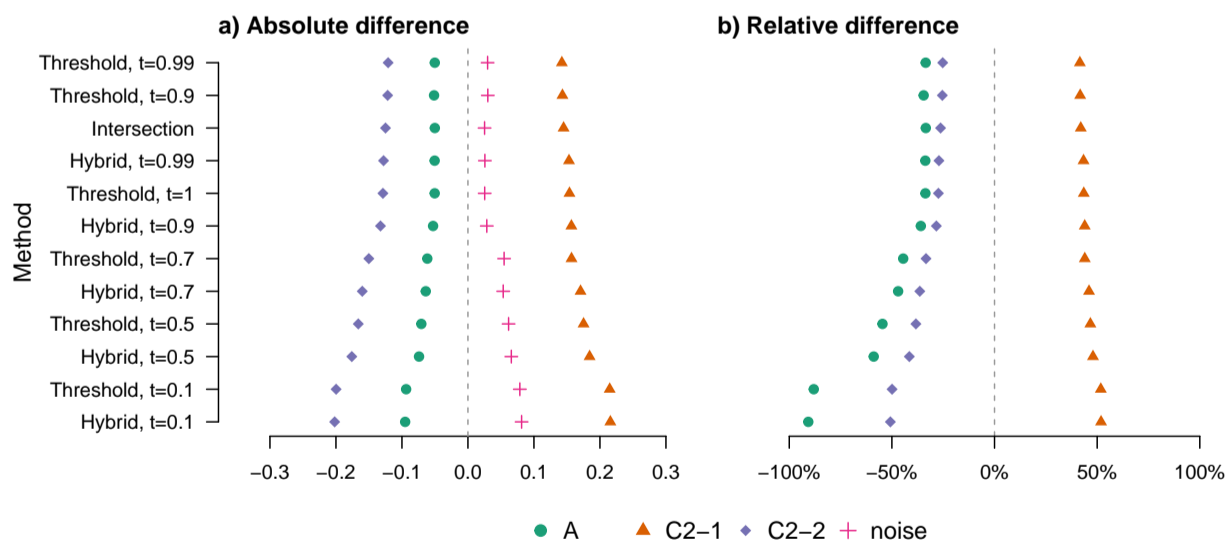 a) Absolute difference
b) Relative difference
Method
Threshold, t=0.99
Threshold, t=0.9
Intersection
Hybrid, t=0.99
Threshold, t=1
Hybrid, t=0.9
Threshold, t=0.7
Hybrid, t=0.7
Threshold, t=0.5
Hybrid, t=0.5
Threshold, t=0.1
Hybrid, t=0.1
−0.3 −0.2 −0.1 0.0 0.1 0.2 0.3
−100% −50% 0% 50% 100%
A C2−1 C2−2 noise